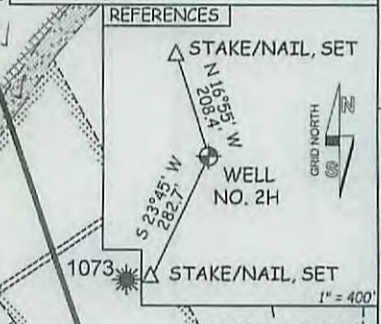 REFERENCES
STAKE/NAIL, SET
N 16°55' W
208.4'
GRID NORTH
N
S
WELL
NO. 2H
S 23°45' W
282.7'
1073
STAKE/NAIL, SET
1" = 400'